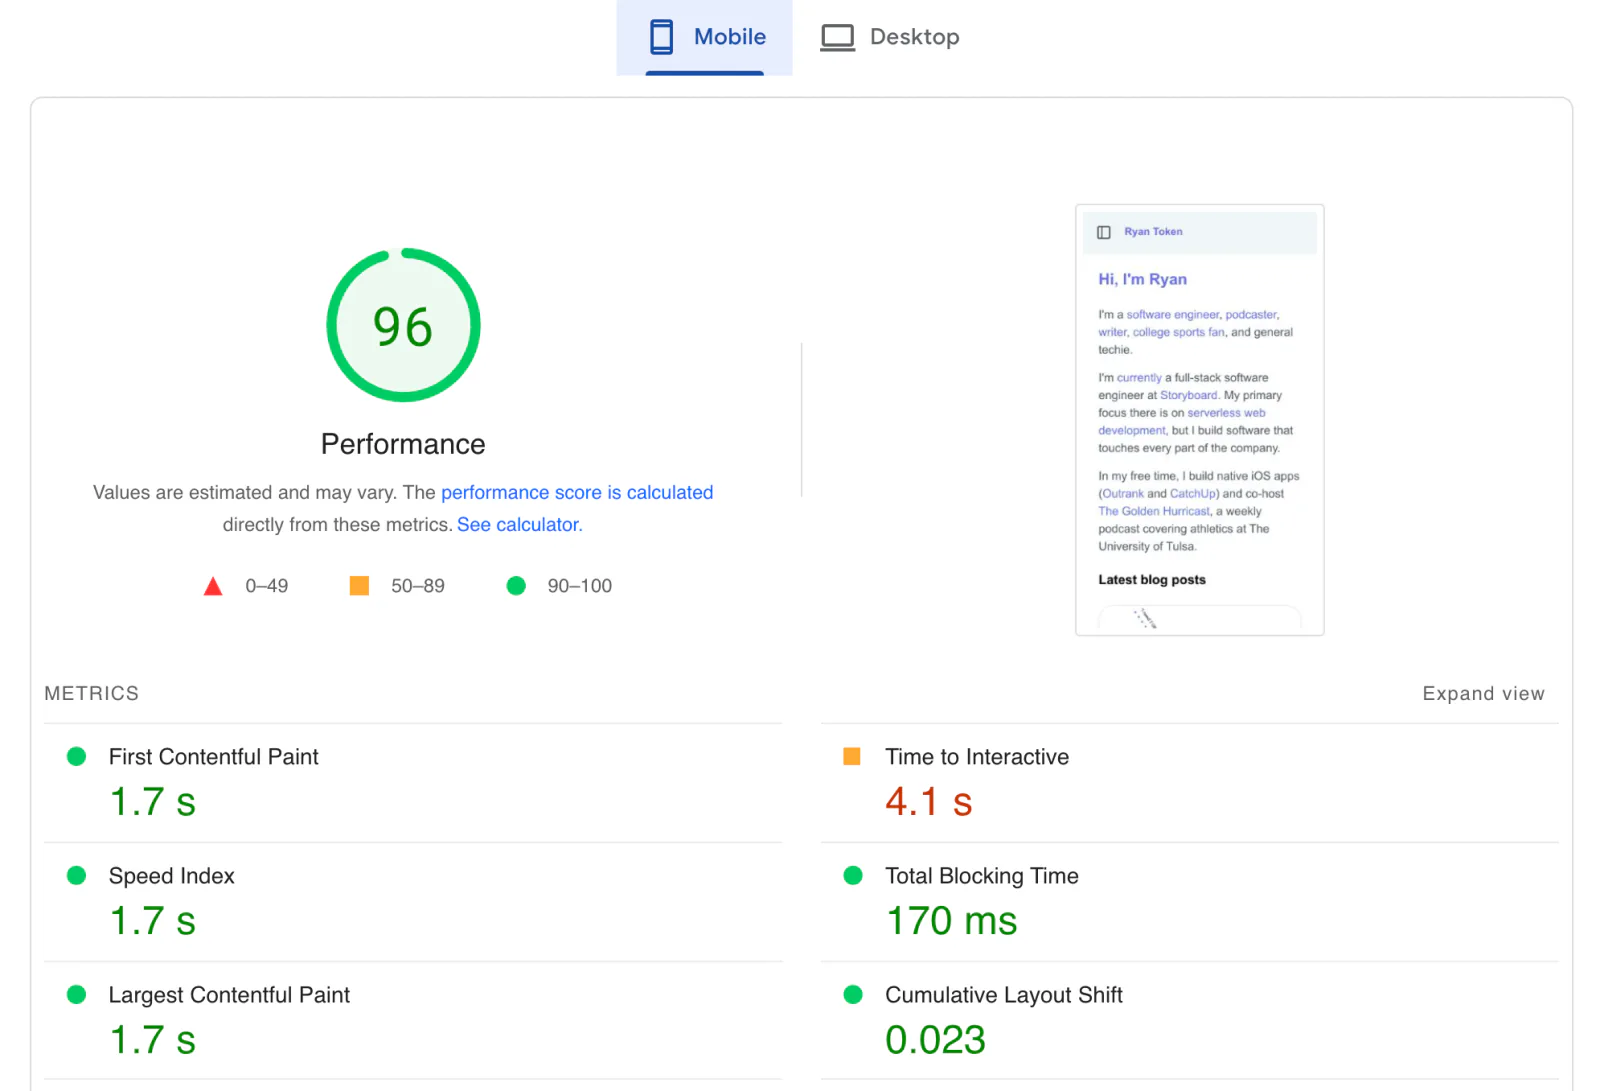 Mobile
Desktop
96
Performance
Values are estimated and may vary. The performance score is calculated
directly from these metrics. See calculator.
0–49
50–89
90–100
Ryan Token
Hi, I'm Ryan
I'm a software engineer, podcaster,
writer, college sports fan, and general
techie.
I'm currently a full-stack software
engineer at Storyboard. My primary
focus there is on serverless web
development, but I build software that
touches every part of the company.
In my free time, I build native iOS apps
(Outrank and CatchUp) and co-host
The Golden Hurricast, a weekly
podcast covering athletics at The
University of Tulsa.
Latest blog posts
METRICS
Expand view
First Contentful Paint
1.7 s
Time to Interactive
4.1 s
Speed Index
1.7 s
Total Blocking Time
170 ms
Largest Contentful Paint
1.7 s
Cumulative Layout Shift
0.023